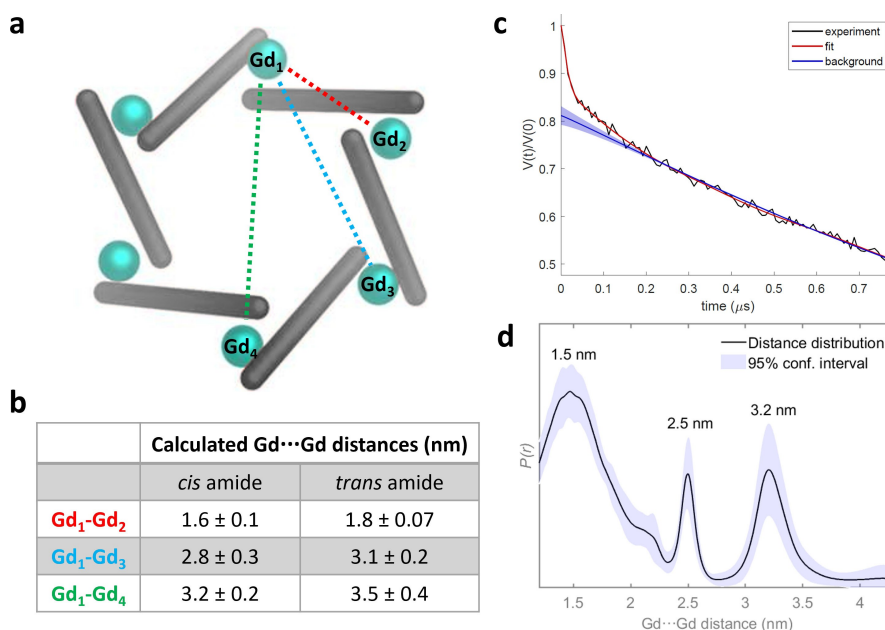 a
Gd1
Gd2
Gd3
Gd4
b
Calculated Gd···Gd distances (nm)
cis amide trans amide
Gd1-Gd2 1.6 ± 0.1 1.8 ± 0.07
Gd1-Gd3 2.8 ± 0.3 3.1 ± 0.2
Gd1-Gd4 3.2 ± 0.2 3.5 ± 0.4
c
experiment
fit
background
V(t)/V(0)
1
0.9
0.8
0.7
0.6
0.5
0 0.1 0.2 0.3 0.4 0.5 0.6 0.7
time (μs)
d
Distance distribution
95% conf. interval
1.5 nm
2.5 nm
3.2 nm
P(r)
1.5 2 2.5 3 3.5 4
Gd···Gd distance (nm)